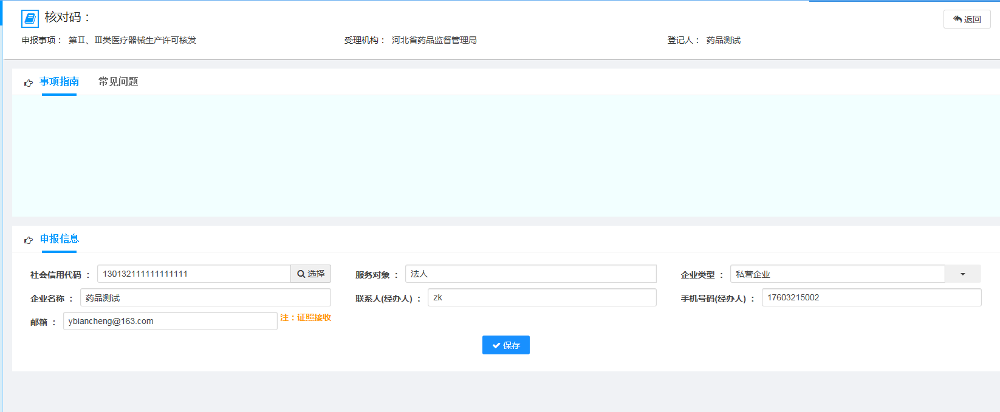 核对码：
返回
申报事项： 第Ⅱ、Ⅲ类医疗器械生产许可核发 受理机构： 河北省药品监督管理局 登记人： 药品测试
事项指南 常见问题
申报信息
社会信用代码 ： 130132111111111111 选择 服务对象 ： 法人 企业类型 ： 私营企业
企业名称 ： 药品测试 联系人(经办人) ： zk 手机号码(经办人) ： 17603215002
邮箱 ： ybiancheng@163.com 注：证照接收
保存